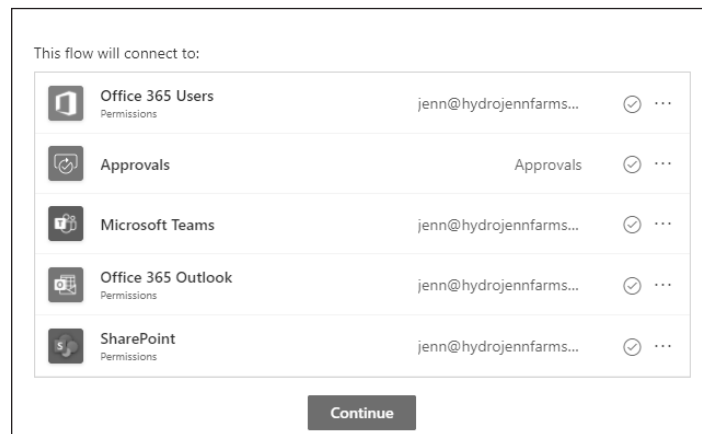 This flow will connect to:
Office 365 Users
Permissions
jenn@hydrojennfarms...
Approvals
Approvals
Microsoft Teams
jenn@hydrojennfarms...
Office 365 Outlook
Permissions
jenn@hydrojennfarms...
SharePoint
Permissions
jenn@hydrojennfarms...
Continue